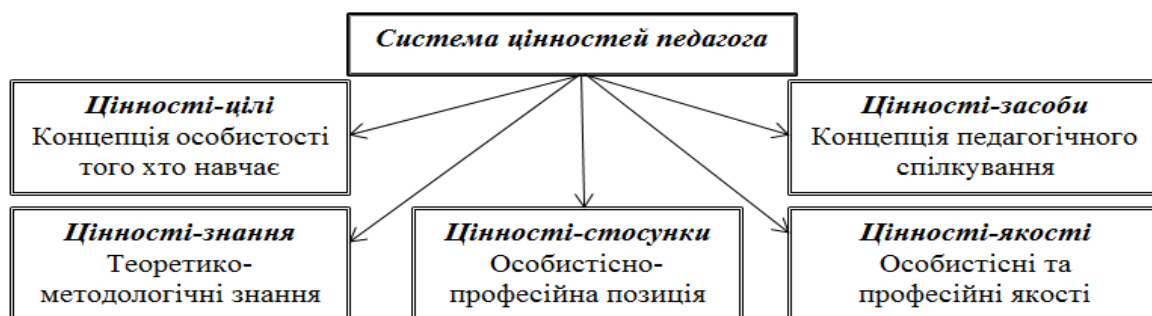 Система цінностей педагога
Цінності-цілі
Концепція особистості
того хто навчає
Цінності-засоби
Концепція педагогічного
спілкування
Цінності-знання
Теоретико-
методологічні знання
Цінності-стосунки
Особистісно-
професійна позиція
Цінності-якості
Особистісні та
професійні якості